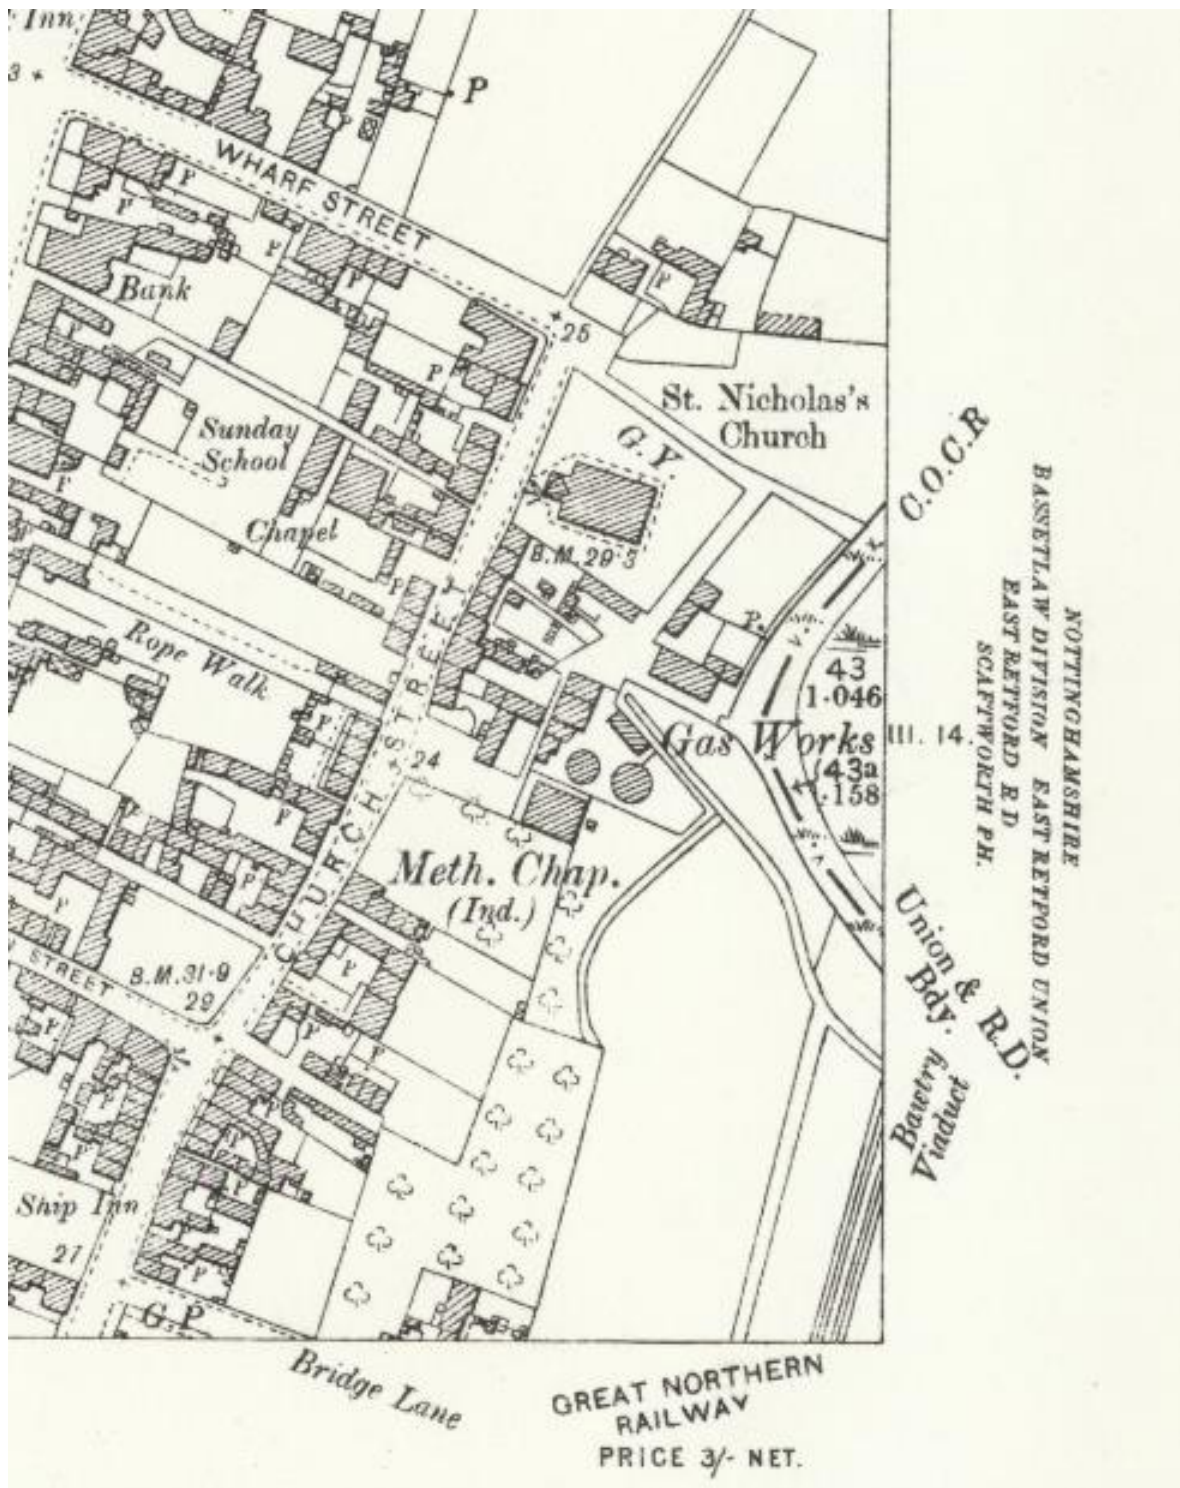 Inn
3
P
WHARF STREET
P
P
P
P
Bank
25
P
P
P
St. Nicholas's
Church
G.Y.
Sunday
School
C.O.C.R
P
Chapel
B.M. 29·3
P
P.
Rope Walk
CHURCH STREET
43
1·046
P
Gas Works
III. 14.
24
43a
·158
P
P
Meth. Chap.
(Ind.)
P
P
STREET
B.M. 31·9
29
P
Union & R.D.
Bdy.
P
P
P
Bawtry
Viaduct
P
P
P
P
Ship Inn
27
P
G.P
Bridge Lane
GREAT NORTHERN
RAILWAY
PRICE 3/- NET.
NOTTINGHAMSHIRE
BASSETLAW DIVISION EAST RETFORD UNION
EAST RETFORD R D
SCAFTWORTH PH.